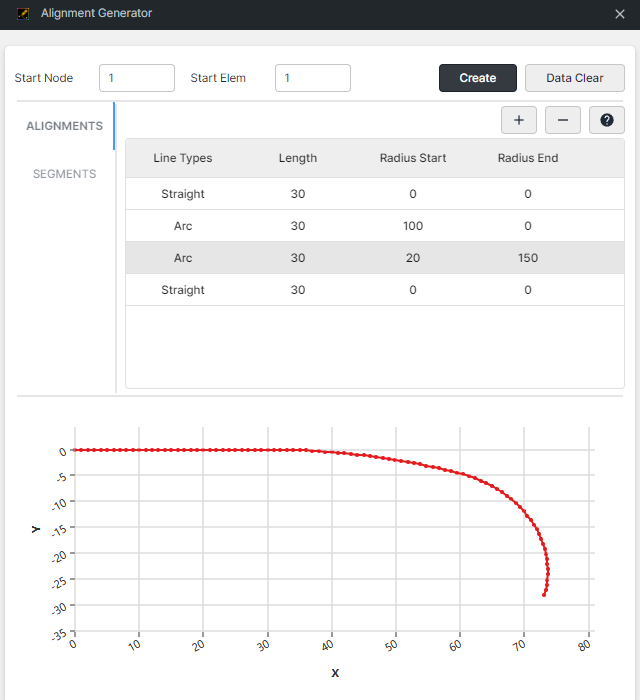 Alignment Generator
Start Node 1 Start Elem 1 Create Data Clear
ALIGNMENTS
SEGMENTS
Line Types Length Radius Start Radius End
Straight 30 0 0
Arc 30 100 0
Arc 30 20 150
Straight 30 0 0
Y
0
-5
-10
-15
-20
-25
-30
-35
0 10 20 30 40 50 60 70 80
X